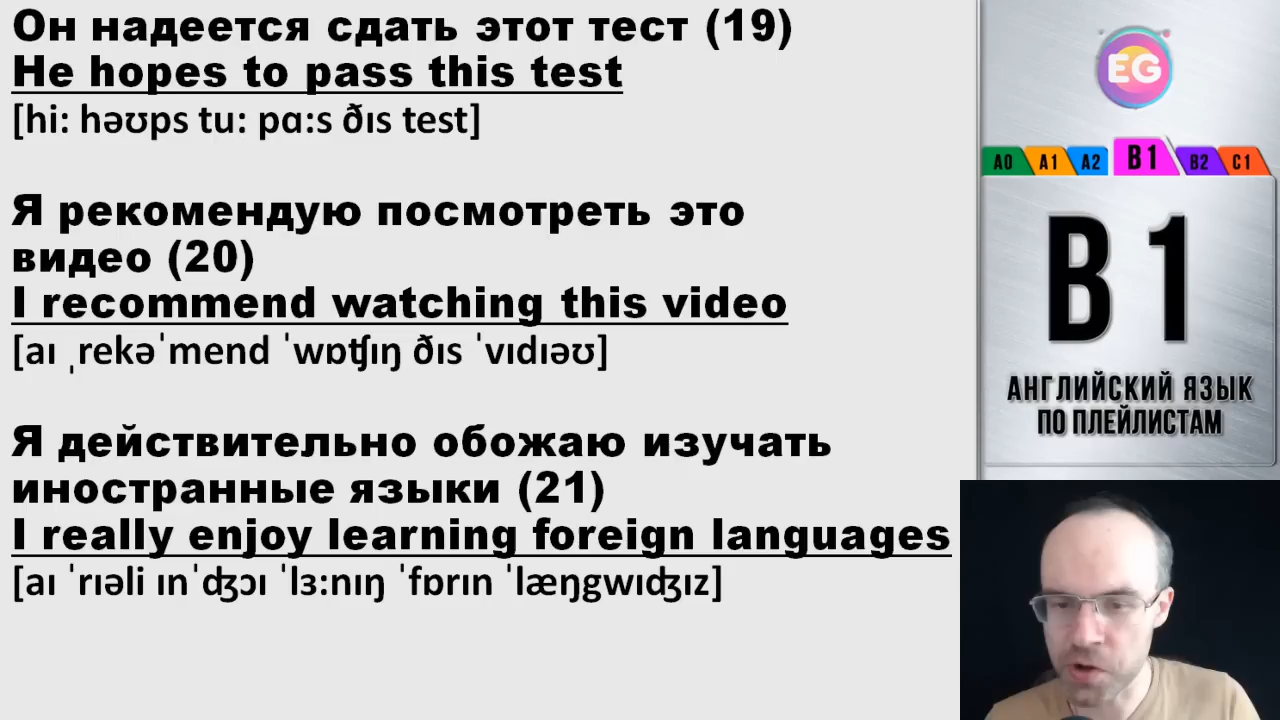 Он надеется сдать этот тест (19)
He hopes to pass this test
[hi: həʊps tu: pɑ:s ðɪs test]
Я рекомендую посмотреть это
видео (20)
I recommend watching this video
[aɪ ˌrekəˈmend ˈwɒʧɪŋ ðɪs ˈvɪdɪəʊ]
Я действительно обожаю изучать
иностранные языки (21)
I really enjoy learning foreign languages
[aɪ ˈrɪəli ɪnˈʤɔɪ ˈlɜ:nɪŋ ˈfɒrɪn ˈlæŋgwɪʤɪz]
EG
A0 A1 A2 B1 B2 C1
B1
АНГЛИЙСКИЙ ЯЗЫК
ПО ПЛЕЙЛИСТАМ